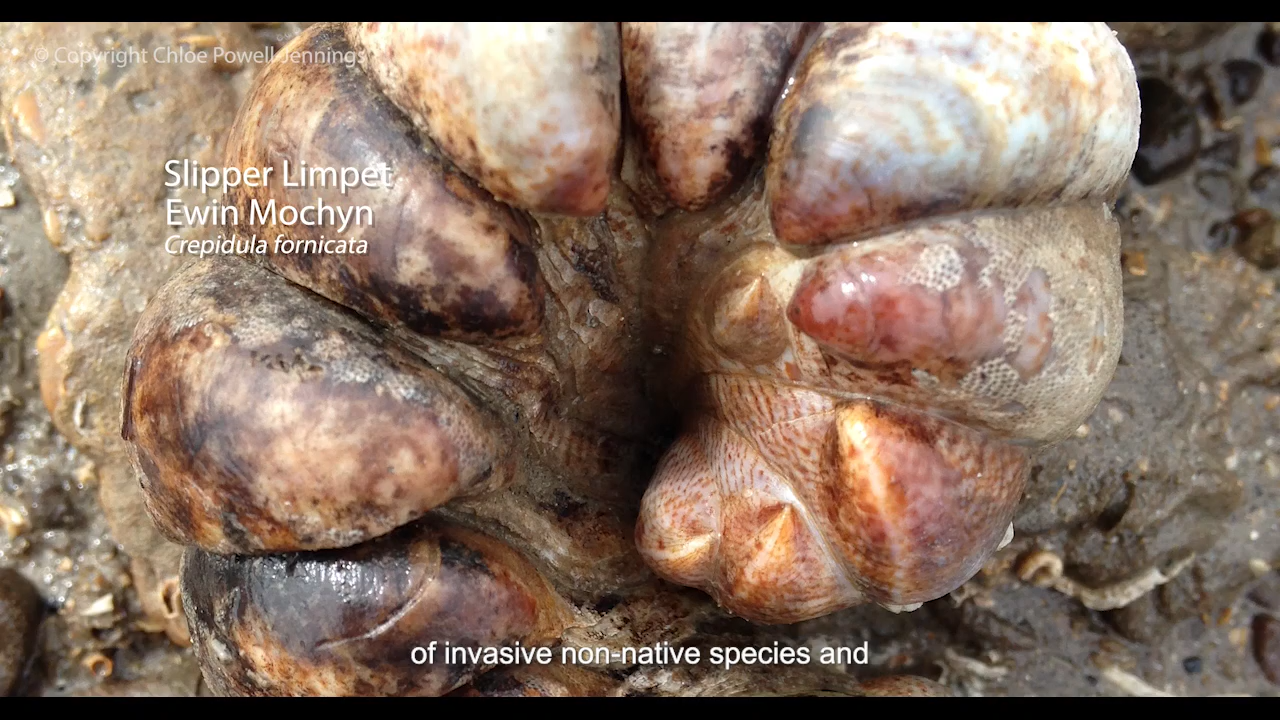 © Copyright Chloe Powell Jennings
Slipper Limpet
Ewin Mochyn
Crepidula fornicata
of invasive non-native species and